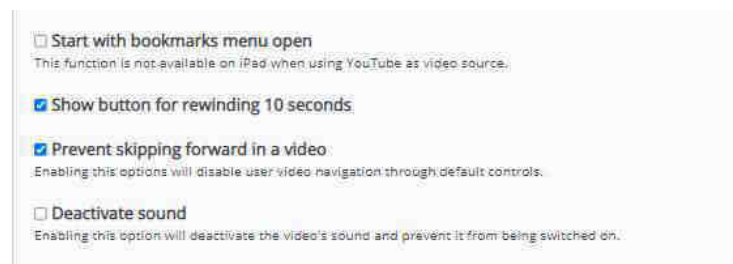 Start with bookmarks menu open
This function is not available on iPad when using YouTube as video source.
Show button for rewinding 10 seconds
Prevent skipping forward in a video
Enabling this options will disable user video navigation through default controls.
Deactivate sound
Enabling this option will deactivate the video's sound and prevent it from being switched on.